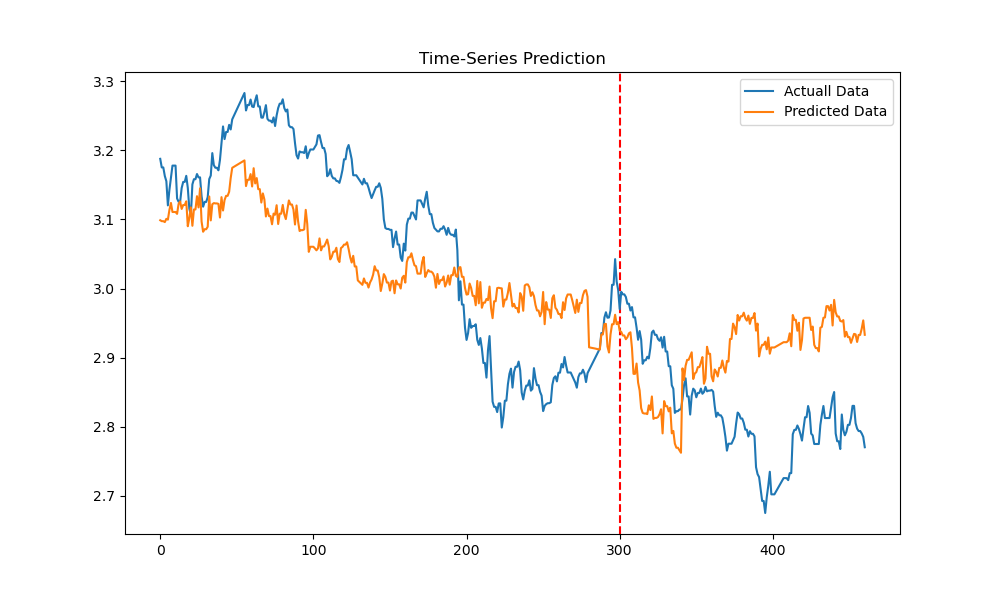 Time-Series Prediction
Actuall Data
Predicted Data
3.3
3.2
3.1
3.0
2.9
2.8
2.7
0 100 200 300 400